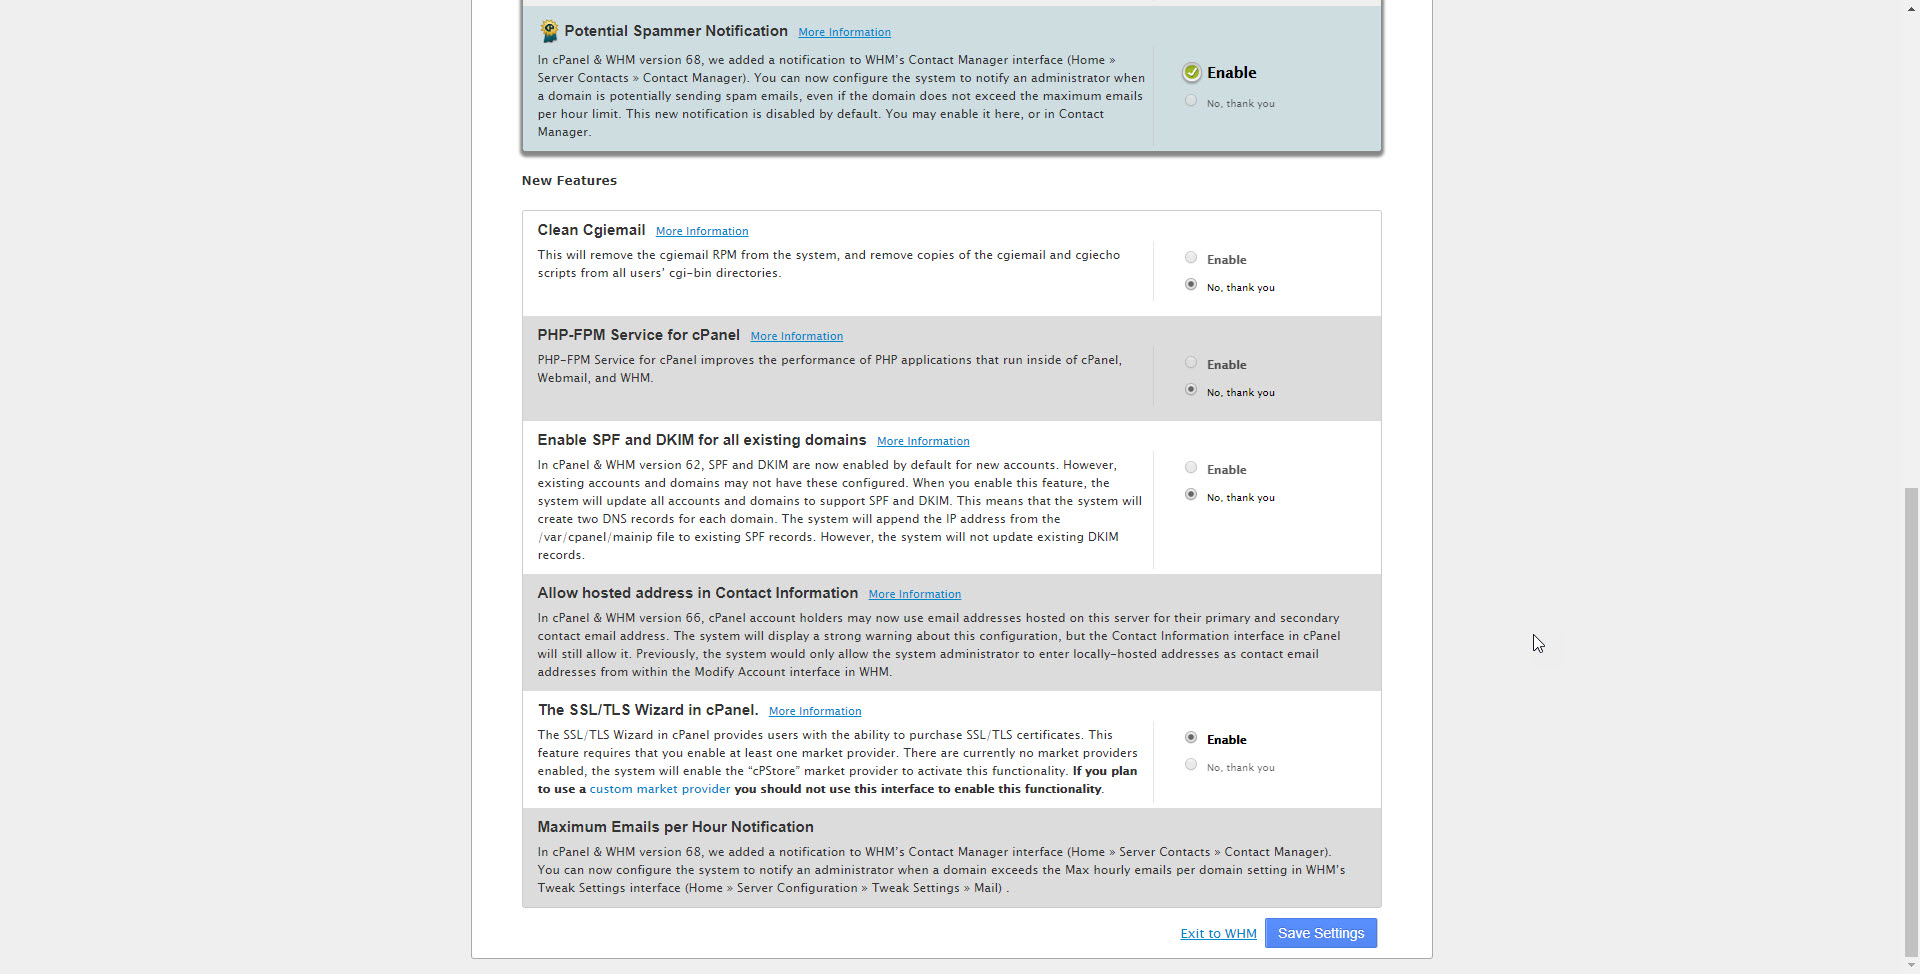 Potential Spammer Notification More Information
In cPanel & WHM version 68, we added a notification to WHM's Contact Manager interface (Home »
Server Contacts » Contact Manager). You can now configure the system to notify an administrator when
a domain is potentially sending spam emails, even if the domain does not exceed the maximum emails
per hour limit. This new notification is disabled by default. You may enable it here, or in Contact
Manager.
Enable
No, thank you
New Features
Clean Cgiemail More Information
This will remove the cgiemail RPM from the system, and remove copies of the cgiemail and cgiecho
scripts from all users' cgi-bin directories.
Enable
No, thank you
PHP-FPM Service for cPanel More Information
PHP-FPM Service for cPanel improves the performance of PHP applications that run inside of cPanel,
Webmail, and WHM.
Enable
No, thank you
Enable SPF and DKIM for all existing domains More Information
In cPanel & WHM version 62, SPF and DKIM are now enabled by default for new accounts. However,
existing accounts and domains may not have these configured. When you enable this feature, the
system will update all accounts and domains to support SPF and DKIM. This means that the system will
create two DNS records for each domain. The system will append the IP address from the
/var/cpanel/mainip file to existing SPF records. However, the system will not update existing DKIM
records.
Enable
No, thank you
Allow hosted address in Contact Information More Information
In cPanel & WHM version 66, cPanel account holders may now use email addresses hosted on this server for their primary and secondary
contact email address. The system will display a strong warning about this configuration, but the Contact Information interface in cPanel
will still allow it. Previously, the system would only allow the system administrator to enter locally-hosted addresses as contact email
addresses from within the Modify Account interface in WHM.
The SSL/TLS Wizard in cPanel. More Information
The SSL/TLS Wizard in cPanel provides users with the ability to purchase SSL/TLS certificates. This
feature requires that you enable at least one market provider. There are currently no market providers
enabled, the system will enable the “cPStore” market provider to activate this functionality. If you plan
to use a custom market provider you should not use this interface to enable this functionality.
Enable
No, thank you
Maximum Emails per Hour Notification
In cPanel & WHM version 68, we added a notification to WHM's Contact Manager interface (Home » Server Contacts » Contact Manager).
You can now configure the system to notify an administrator when a domain exceeds the Max hourly emails per domain setting in WHM's
Tweak Settings interface (Home » Server Configuration » Tweak Settings » Mail) .
Exit to WHM Save Settings